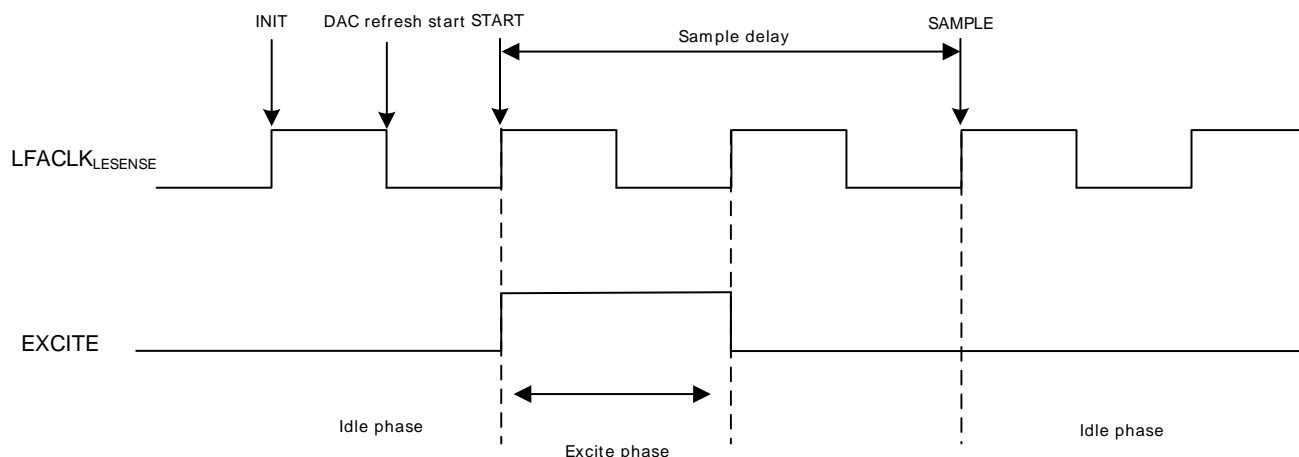 INIT
DAC refresh start
START
SAMPLE
Sample delay
LFACLKLESENSE
EXCITE
Idle phase
Excite phase
Idle phase